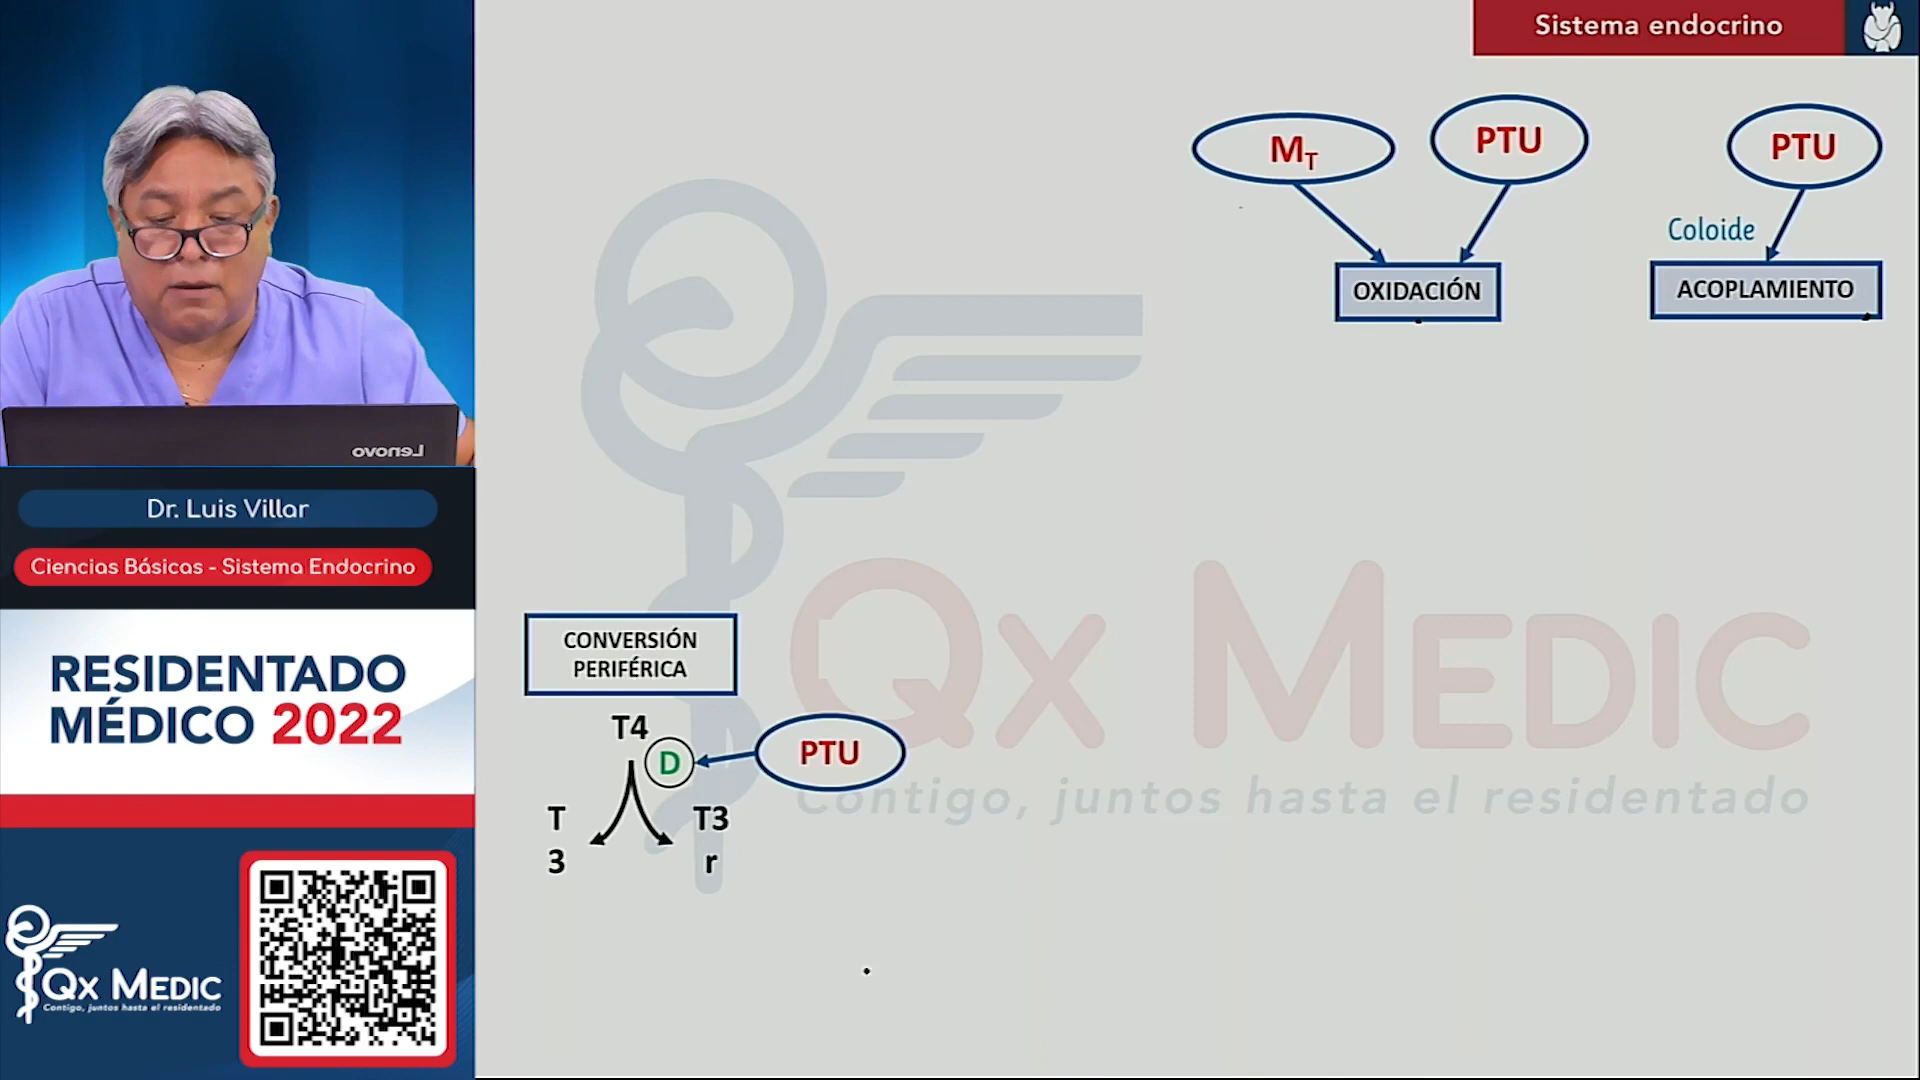 Sistema endocrino
M_T
PTU
PTU
Coloide
OXIDACIÓN
ACOPLAMIENTO
Lenovo
Dr. Luis Villar
Ciencias Básicas - Sistema Endocrino
RESIDENTADO
MÉDICO 2022
QX MEDIC
Contigo, juntos hasta el residentado
CONVERSIÓN
PERIFÉRICA
T4
D
PTU
T
3
T3
r
QX MEDIC
Contigo, juntos hasta el residentado